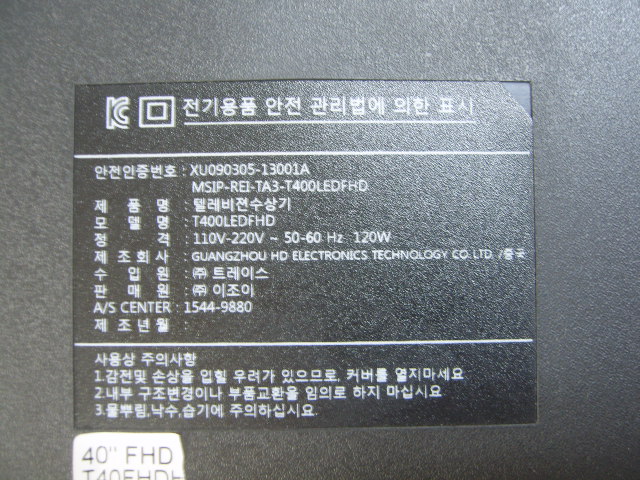 전기용품 안전 관리법에 의한 표시
안전인증번호 : XU090305-13001A
MSIP-REI-TA3-T400LEDFHD
제 품 명 : 텔레비전수상기
모 델 명 : T400LEDFHD
정 격 : 110V-220V ~ 50-60 Hz 120W
제 조 회 사 : GUANGZHOU HD ELECTRONICS TECHNOLOGY CO.LTD /중국
수 입 원 : ㈜ 트레이스
판 매 원 : ㈜ 이조이
A/S CENTER : 1544-9880
제 조 년 월 :
사용상 주의사항
1.감전및 손상을 입힐 우려가 있으므로, 커버를 열지마세요
2.내부 구조변경이나 부품교환을 임의로 하지 마십시요
3.물뿌림,낙수,습기에 주의하십시요.
40" FHD